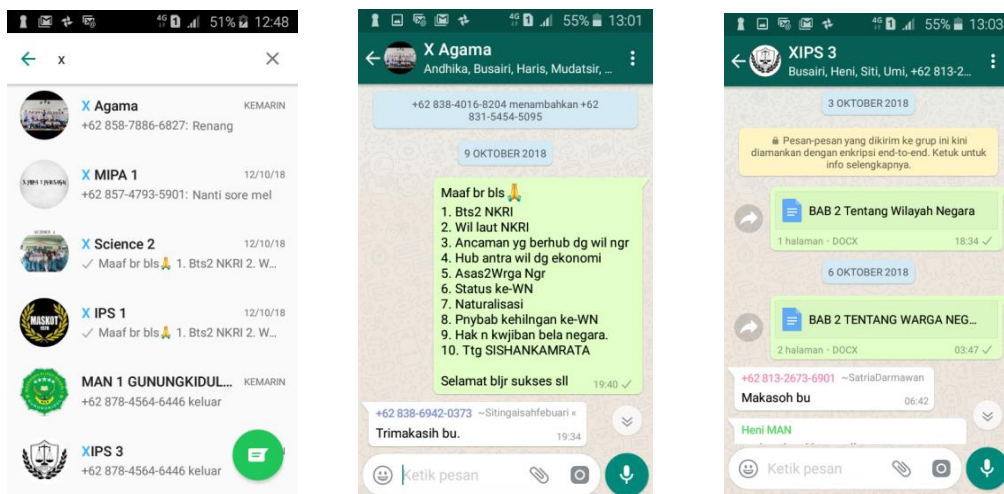 4G 1 51% 12:48
x
X Agama KEMARIN
+62 858-7886-6827: Renang
X MIPA 1 12/10/18
+62 857-4793-5901: Nanti sore mel
X Science 2 12/10/18
✓ Maaf br bls🙏 1. Bts2 NKRI 2. W...
MASKOT
X IPS 1 12/10/18
✓ Maaf br bls🙏 1. Bts2 NKRI 2. W...
MAN 1 GUNUNGKIDUL... KEMARIN
+62 878-4564-6446 keluar
XIPS 3
+62 878-4564-6446 keluar
4G 1 55% 13:01
X Agama
Andhika, Busairi, Haris, Mudatsir, ...
+62 838-4016-8204 menambahkan +62
831-5454-5095
9 OKTOBER 2018
Maaf br bls🙏
1. Bts2 NKRI
2. Wil laut NKRI
3. Ancaman yg berhub dg wil ngr
4. Hub antra wil dg ekonomi
5. Asas2Wrga Ngr
6. Status ke-WN
7. Naturalisasi
8. Pnybab kehilngan ke-WN
9. Hak n kwjiban bela negara.
10. Ttg SISHANKAMRATA
Selamat bljr sukses sll 19:40 ✓
+62 838-6942-0373 ~Sitingaisahfebuari «
Trimakasih bu. 19:34
Ketik pesan
4G 1 55% 13:03
XIPS 3
Busairi, Heni, Siti, Umi, +62 813-2...
3 OKTOBER 2018
Pesan-pesan yang dikirim ke grup ini kini
diamankan dengan enkripsi end-to-end. Ketuk untuk
info selengkapnya.
BAB 2 Tentang Wilayah Negara
1 halaman · DOCX 18:34 ✓
6 OKTOBER 2018
BAB 2 TENTANG WARGA NEG...
2 halaman · DOCX 03:47 ✓
+62 813-2673-6901 ~SatriaDarmawan
Makasoh bu 06:42
Heni MAN
Ketik pesan